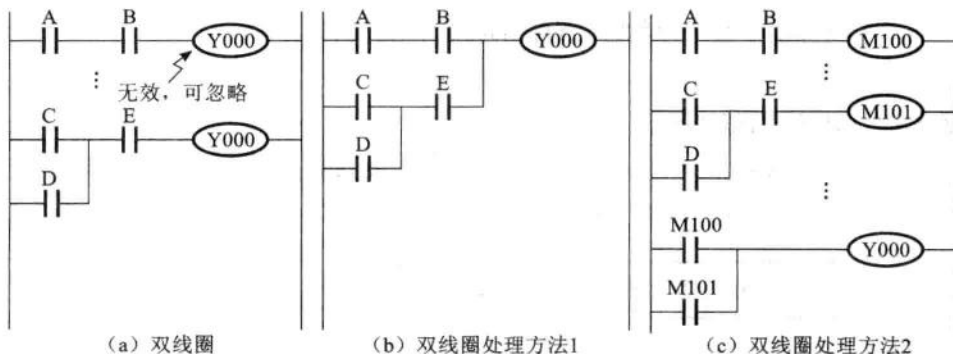 A B Y000
无效，可忽略
C E Y000
D
(a) 双线圈
A B Y000
C E
D
(b) 双线圈处理方法1
A B M100
C E M101
D
M100 Y000
M101
(c) 双线圈处理方法2